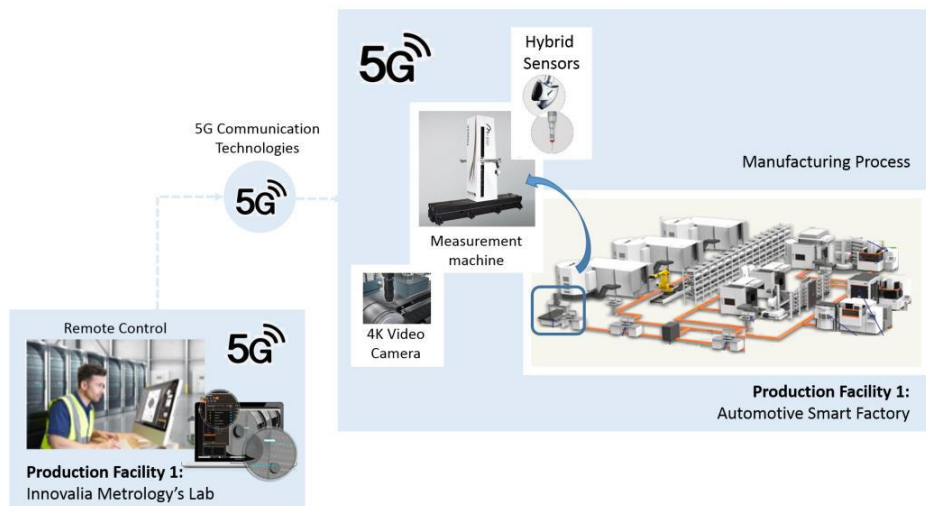 5G
Hybrid
Sensors
5G Communication
Technologies
5G
Manufacturing Process
Measurement
machine
4K Video
Camera
Remote Control
5G
Production Facility 1:
Automotive Smart Factory
Production Facility 1:
Innovalia Metrology's Lab